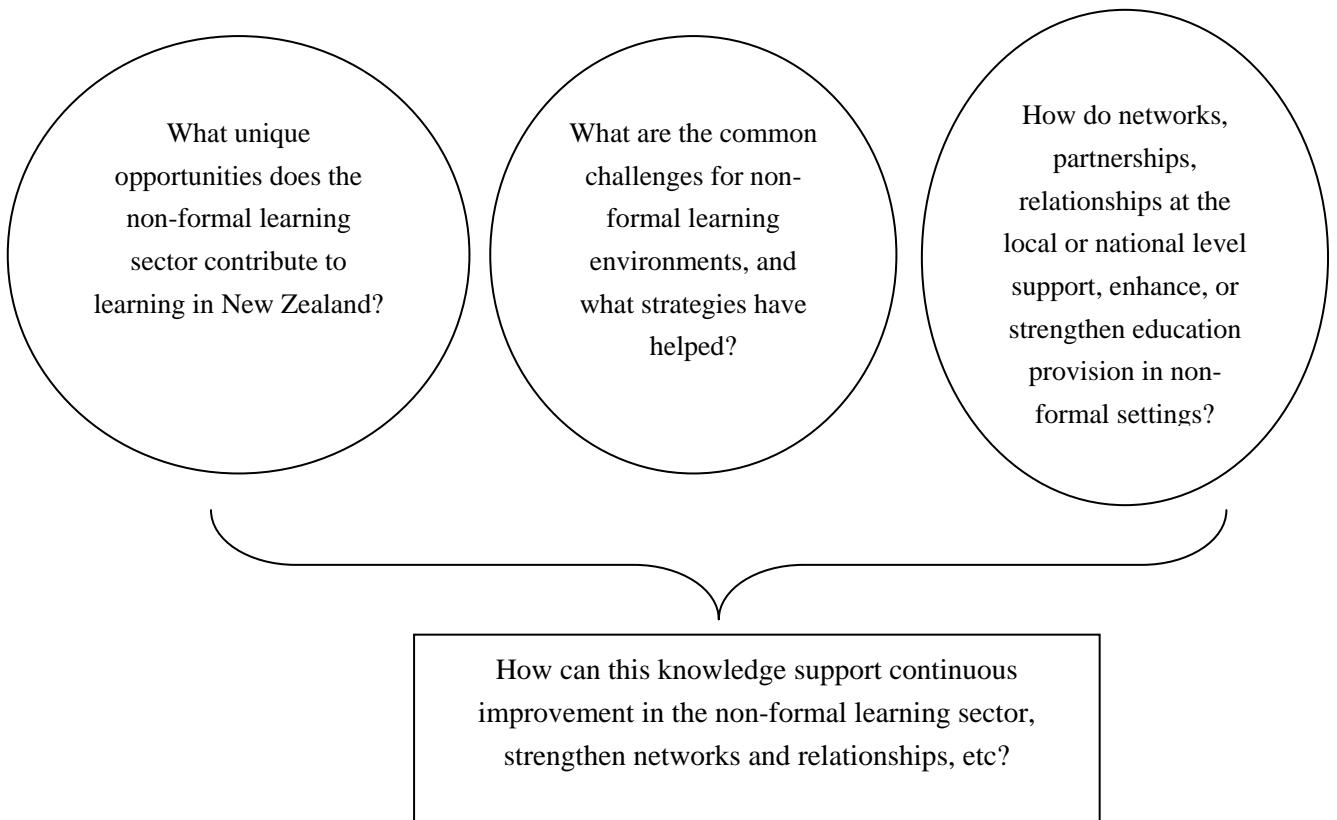 What unique
opportunities does the
non-formal learning
sector contribute to
learning in New Zealand?
What are the common
challenges for non-
formal learning
environments, and
what strategies have
helped?
How do networks,
partnerships,
relationships at the
local or national level
support, enhance, or
strengthen education
provision in non-
formal settings?
How can this knowledge support continuous
improvement in the non-formal learning sector,
strengthen networks and relationships, etc?